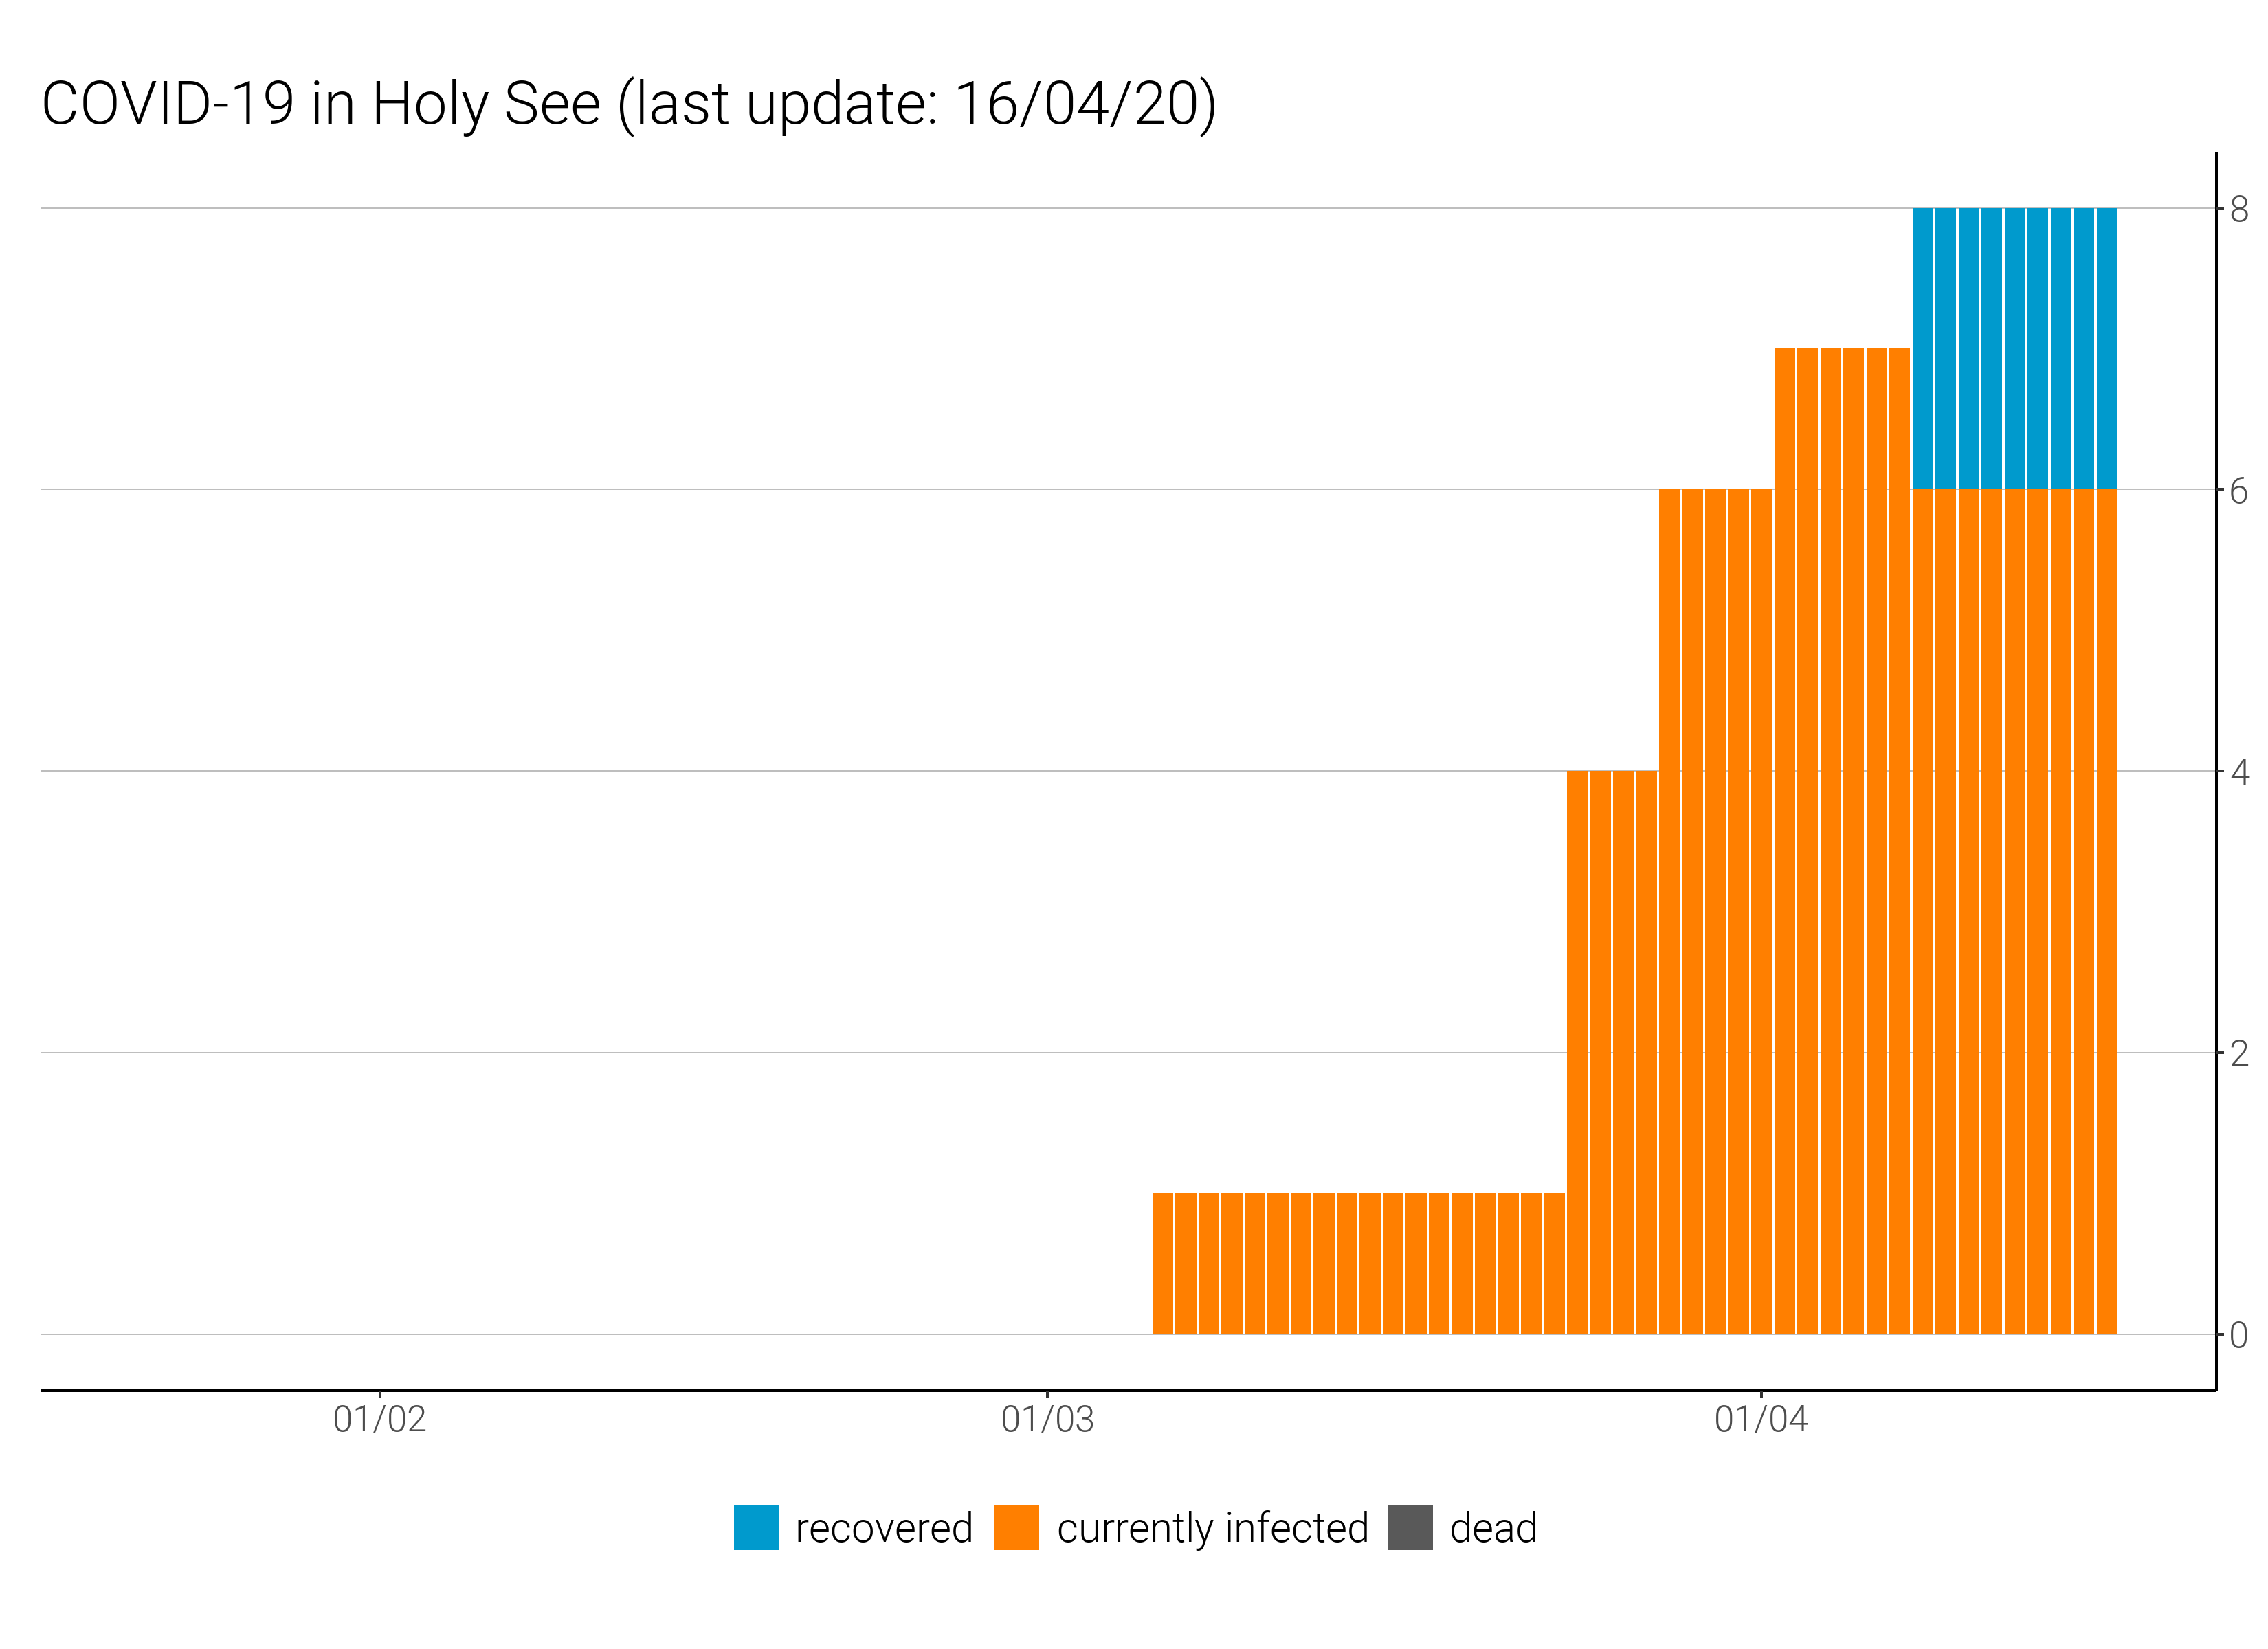 COVID-19 in Holy See (last update: 16/04/20)
8
6
4
2
0
01/02 01/03 01/04
recovered currently infected dead